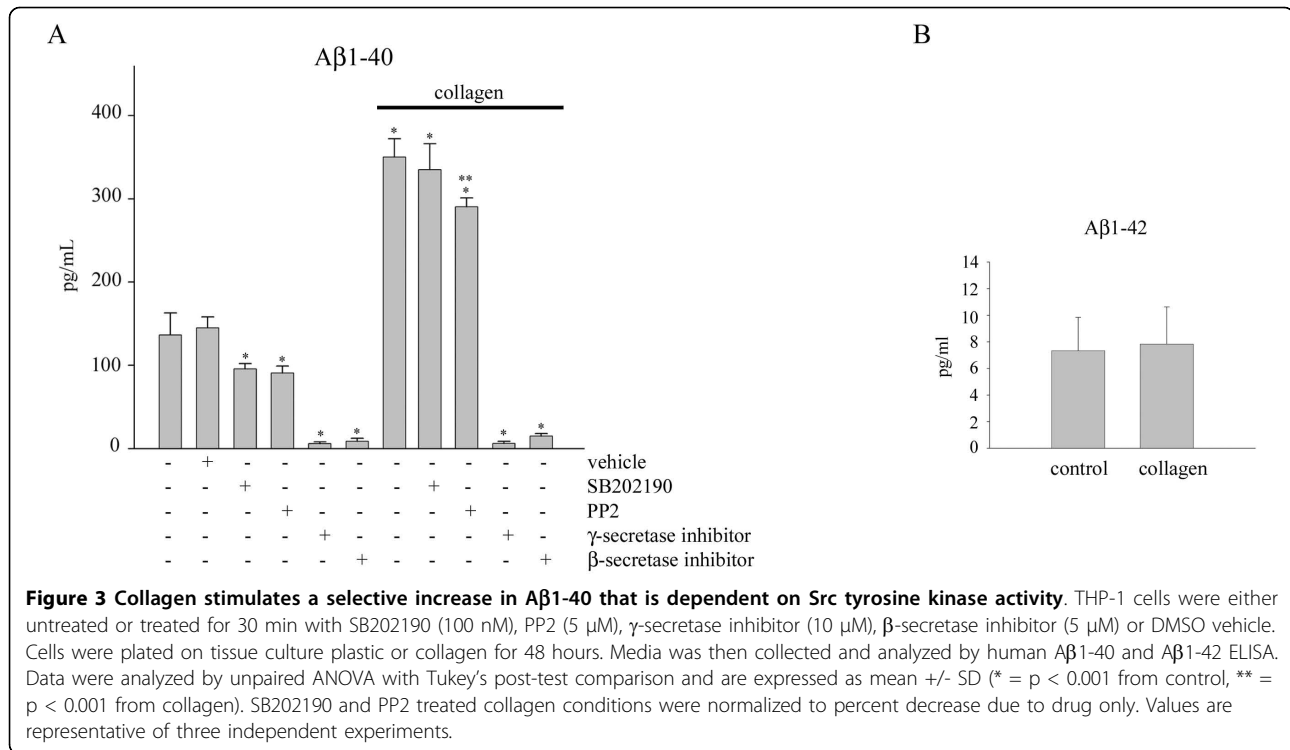 A
B
Aβ1-40
collagen
400
300
200
100
0
pg/mL
* * ** * * * * * * * *
- + - - - - - - - - - vehicle
- - + - - - - + - - - SB202190
- - - + - - - - + - - PP2
- - - - + - - - - + - γ-secretase inhibitor
- - - - - + - - - - + β-secretase inhibitor
Aβ1-42
14
12
10
8
6
4
2
0
pg/ml
control collagen
Figure 3 Collagen stimulates a selective increase in Aβ1-40 that is dependent on Src tyrosine kinase activity. THP-1 cells were either
untreated or treated for 30 min with SB202190 (100 nM), PP2 (5 μM), γ-secretase inhibitor (10 μM), β-secretase inhibitor (5 μM) or DMSO vehicle.
Cells were plated on tissue culture plastic or collagen for 48 hours. Media was then collected and analyzed by human Aβ1-40 and Aβ1-42 ELISA.
Data were analyzed by unpaired ANOVA with Tukey's post-test comparison and are expressed as mean +/- SD (* = p < 0.001 from control, ** =
p < 0.001 from collagen). SB202190 and PP2 treated collagen conditions were normalized to percent decrease due to drug only. Values are
representative of three independent experiments.